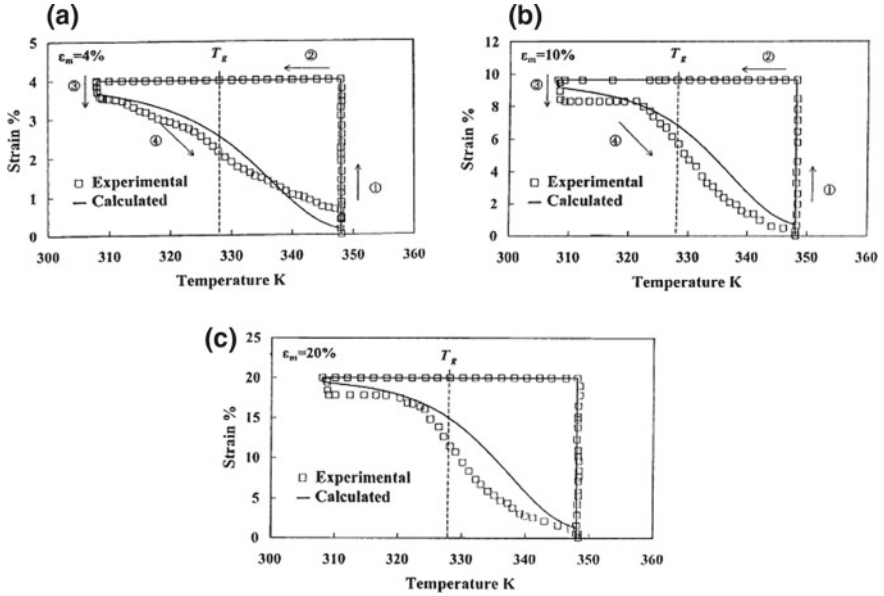 (a)
5
4
3
2
1
0
Strain %
εm=4%
Tg
②
③
④
①
Experimental
Calculated
300 310 320 330 340 350 360
Temperature K
(b)
12
10
8
6
4
2
0
Strain %
εm=10%
Tg
②
③
④
①
Experimental
Calculated
300 310 320 330 340 350 360
Temperature K
(c)
25
20
15
10
5
0
Strain %
εm=20%
Tg
Experimental
Calculated
300 310 320 330 340 350 360
Temperature K